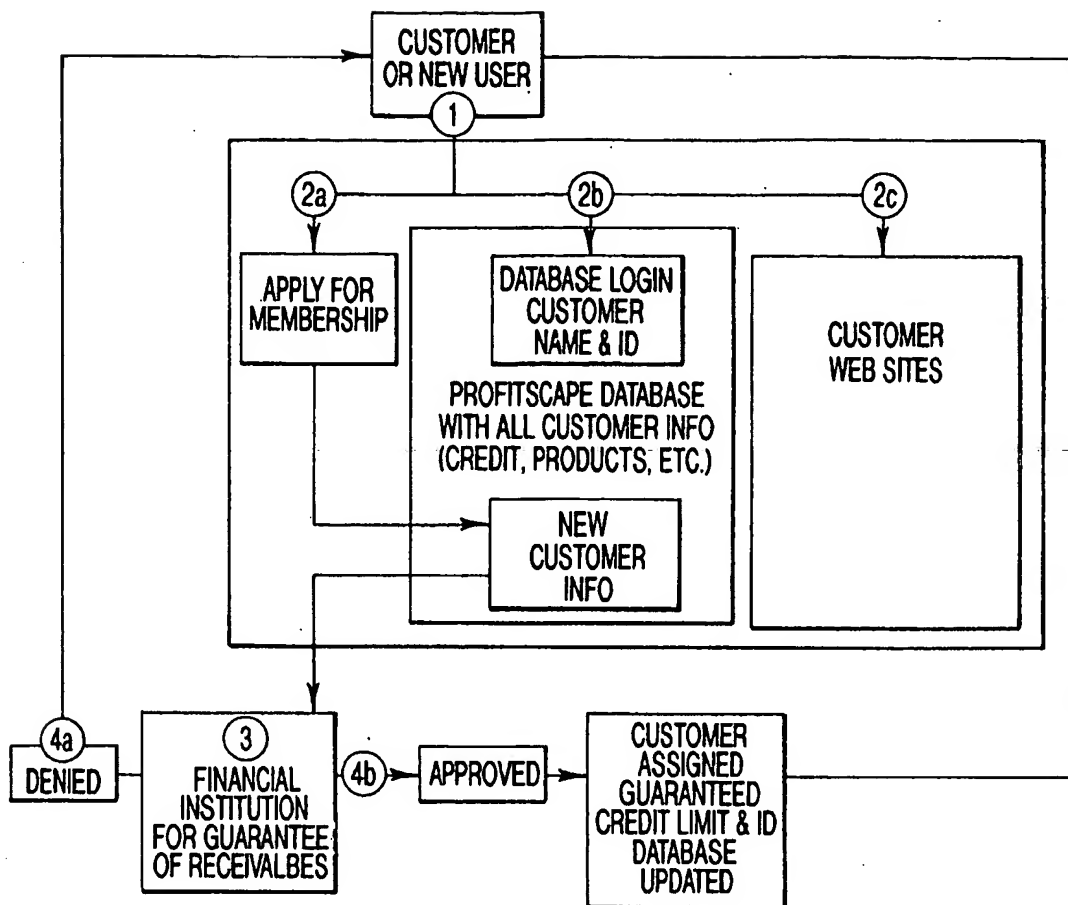 CUSTOMER
OR NEW USER
1
2a
2b
2c
APPLY FOR
MEMBERSHIP
DATABASE LOGIN
CUSTOMER
NAME & ID
PROFITSCAPE DATABASE
WITH ALL CUSTOMER INFO
(CREDIT, PRODUCTS, ETC.)
NEW
CUSTOMER
INFO
CUSTOMER
WEB SITES
4a
DENIED
3
FINANCIAL
INSTITUTION
FOR GUARANTEE
OF RECEIVALBES
4b
APPROVED
CUSTOMER
ASSIGNED
GUARANTEED
CREDIT LIMIT & ID
DATABASE
UPDATED